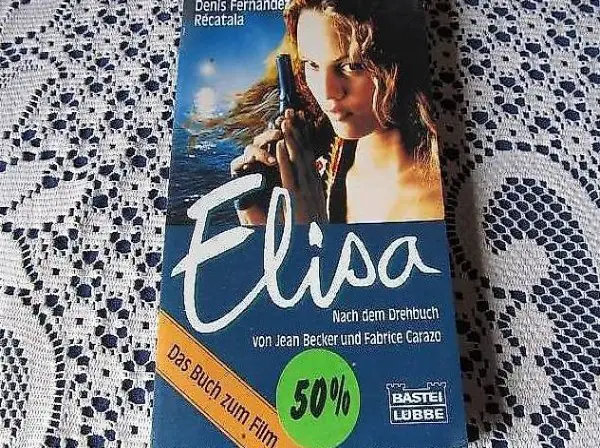 Denis Fernández
Récatala
Elisa
Nach dem Drehbuch
von Jean Becker und Fabrice Carazo
Das Buch zum Film
50%
BASTEI
LÜBBE